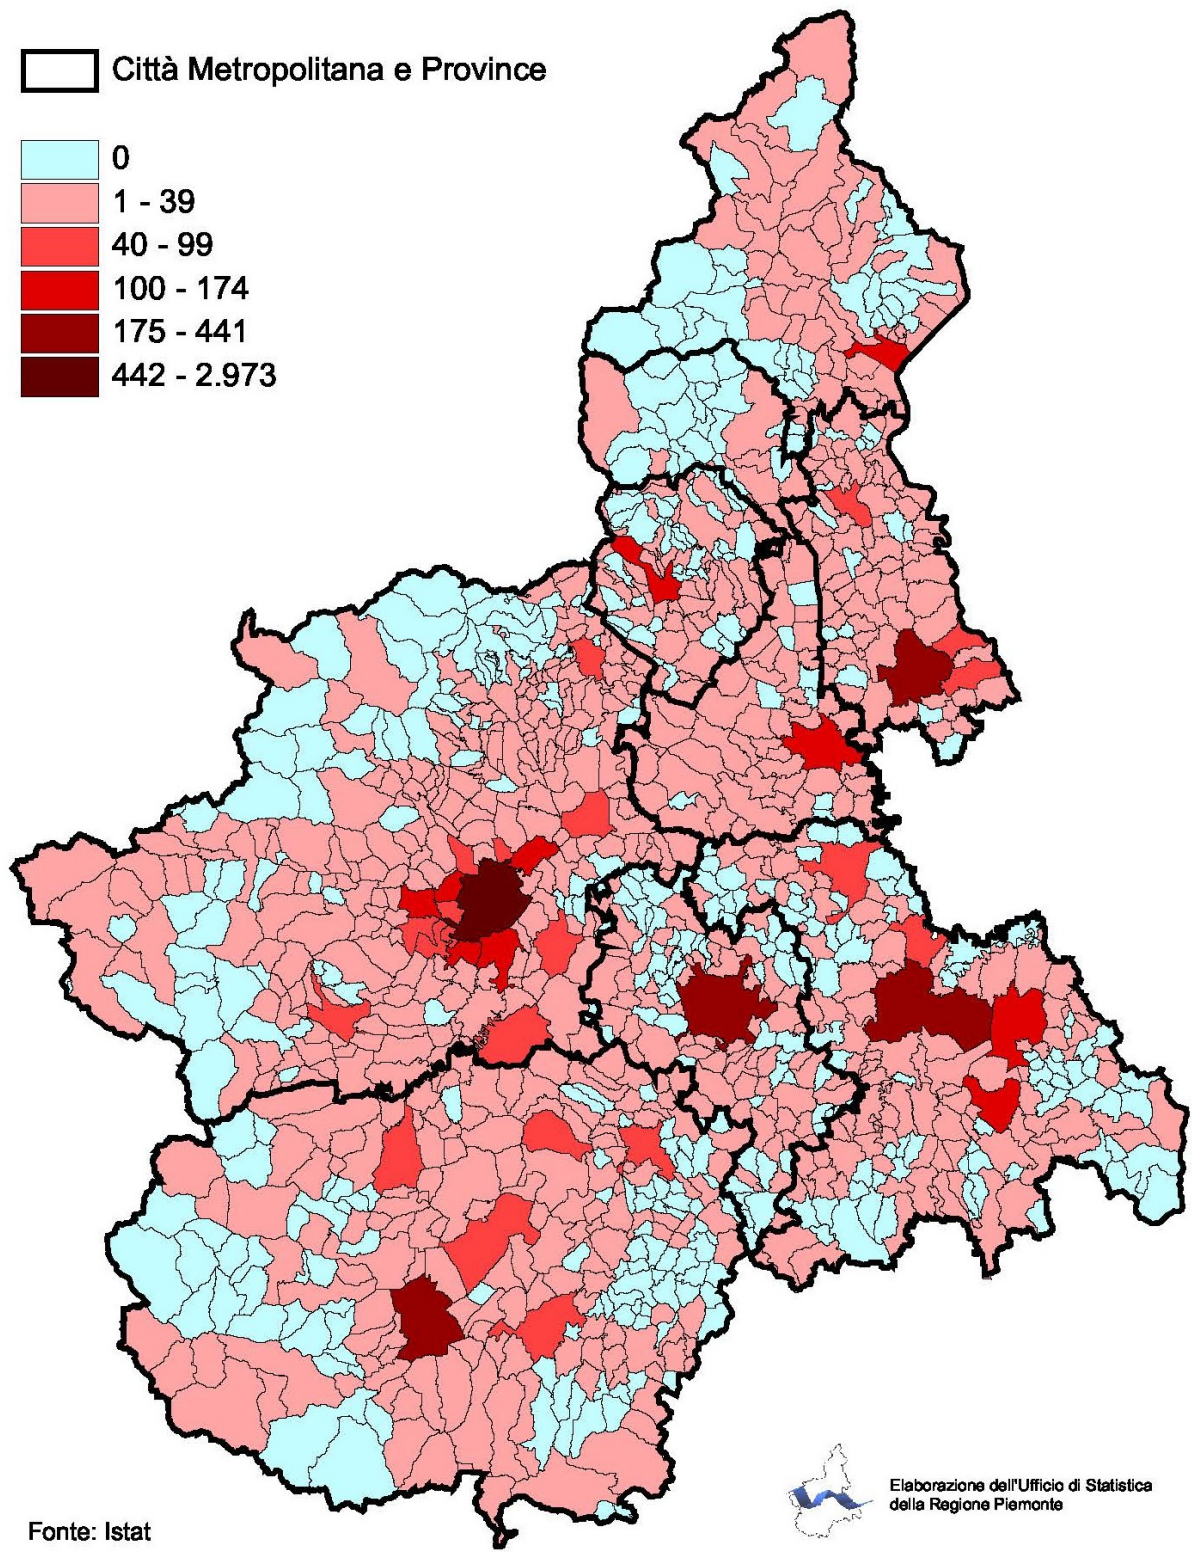 Città Metropolitana e Province
0
1 - 39
40 - 99
100 - 174
175 - 441
442 - 2.973
Elaborazione dell'Ufficio di Statistica
della Regione Piemonte
Fonte: Istat